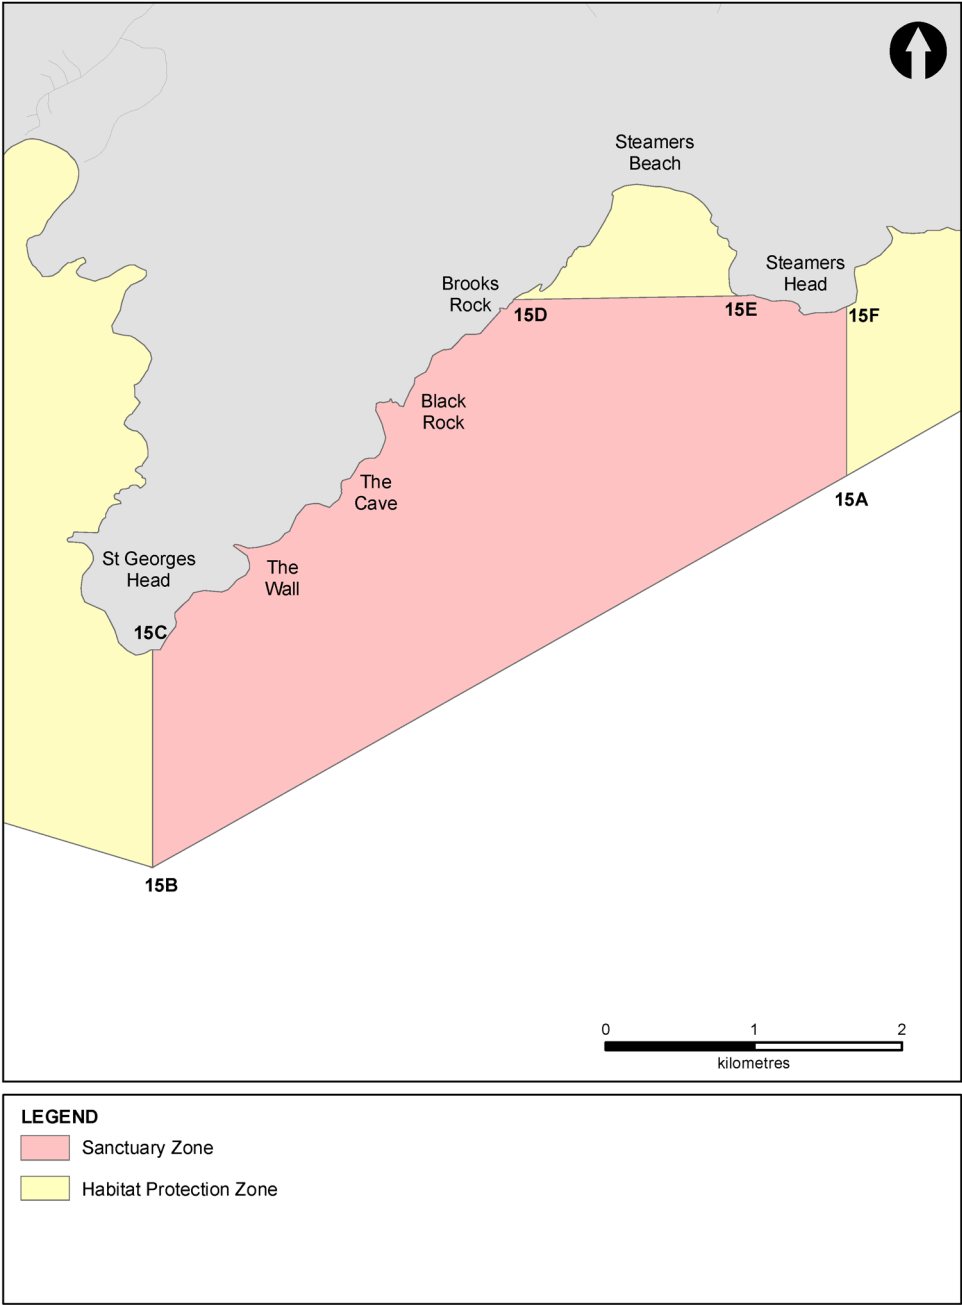 Steamers
Beach
Steamers
Head
Brooks
Rock
15D
15E
15F
Black
Rock
The
Cave
15A
St Georges
Head
The
Wall
15C
15B
0 1 2
kilometres
LEGEND
Sanctuary Zone
Habitat Protection Zone